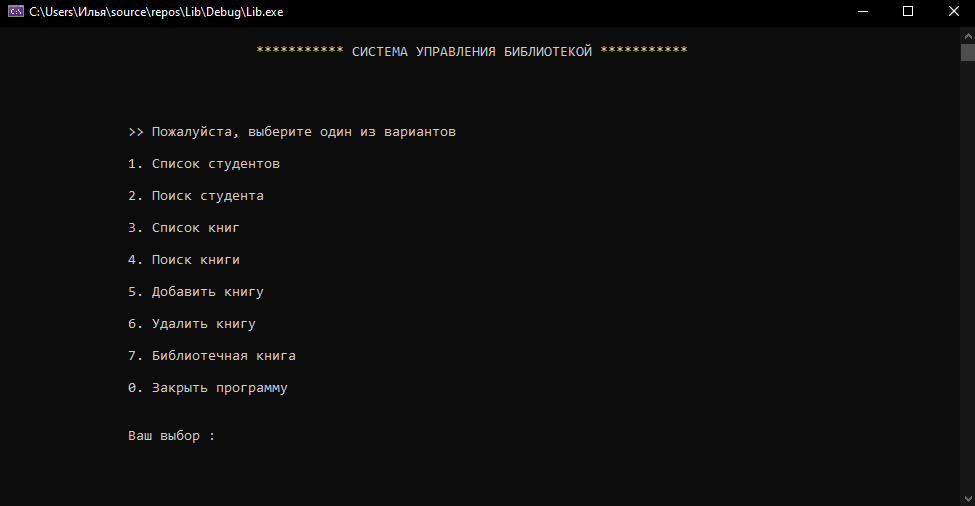 C:\Users\Илья\source\repos\Lib\Debug\Lib.exe
*********** СИСТЕМА УПРАВЛЕНИЯ БИБЛИОТЕКОЙ ***********
>> Пожалуйста, выберите один из вариантов
1. Список студентов
2. Поиск студента
3. Список книг
4. Поиск книги
5. Добавить книгу
6. Удалить книгу
7. Библиотечная книга
0. Закрыть программу
Ваш выбор :